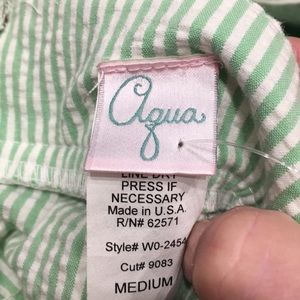 aqua
LINE DRY
PRESS IF
NECESSARY
Made in U.S.A.
R/N# 62571
Style# W0-2454
Cut# 9083
MEDIUM